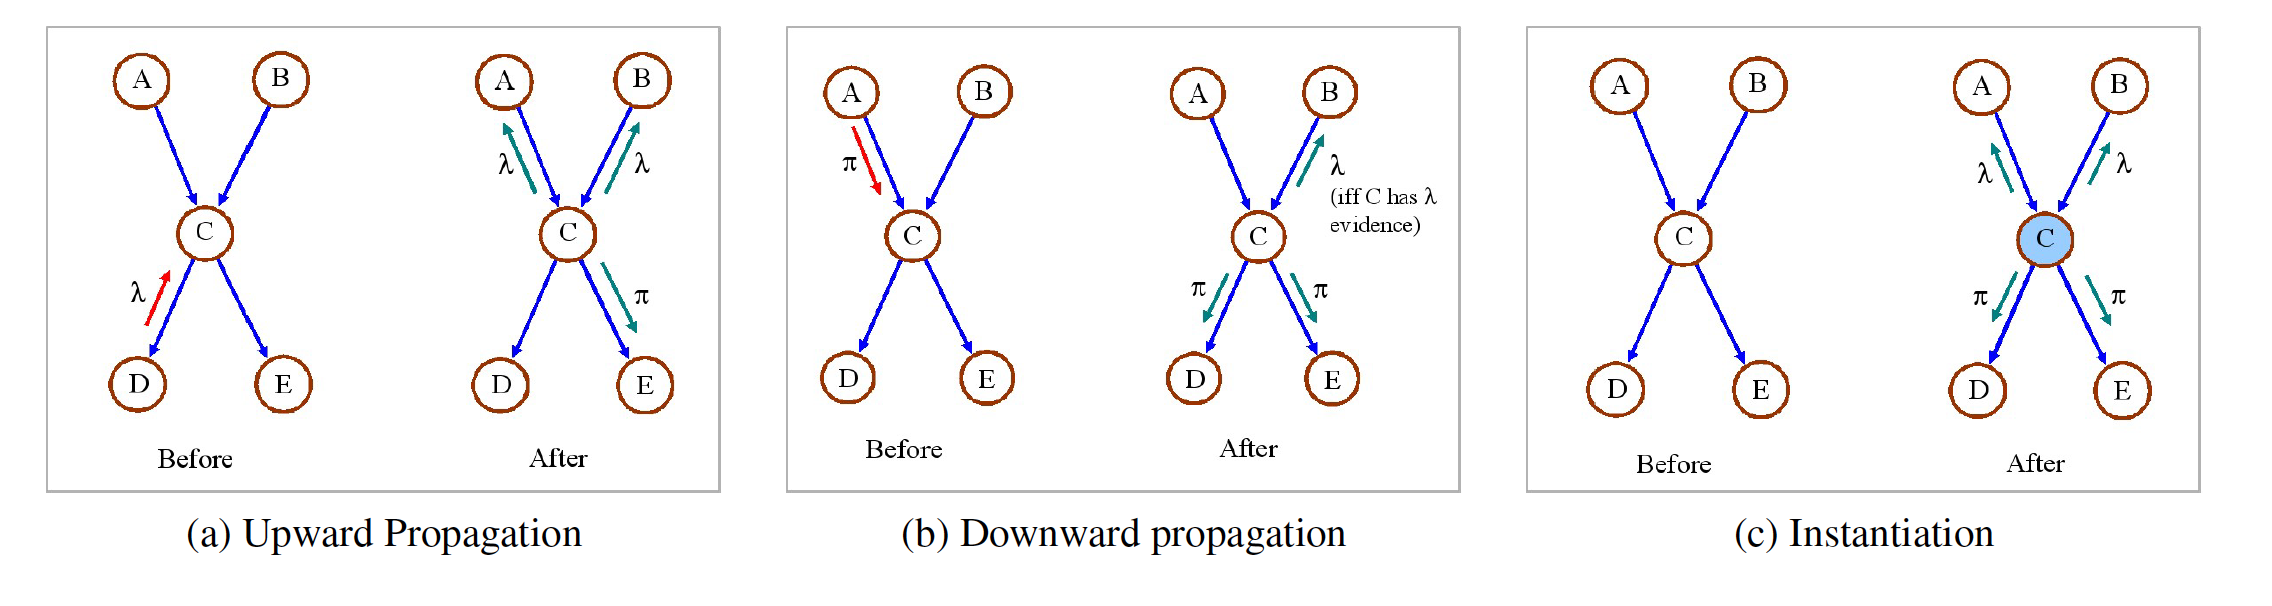 A B A B
λ λ
C C
λ π
D E D E
Before After
(a) Upward Propagation
A B A B
π λ
(iff C has λ
evidence)
C C
π π
D E D E
Before After
(b) Downward propagation
A B A B
λ λ
C C
π π
D E D E
Before After
(c) Instantiation